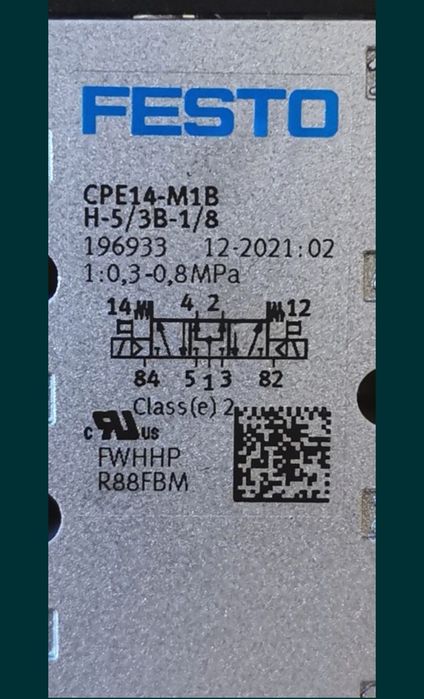 FESTO
CPE14-M1B
H-5/3B-1/8
196933 12-2021:02
1:0,3-0,8MPa
14 4 2 12
84 5 1 3 82
Class(e) 2
c RU US
FWHHP
R88FBM